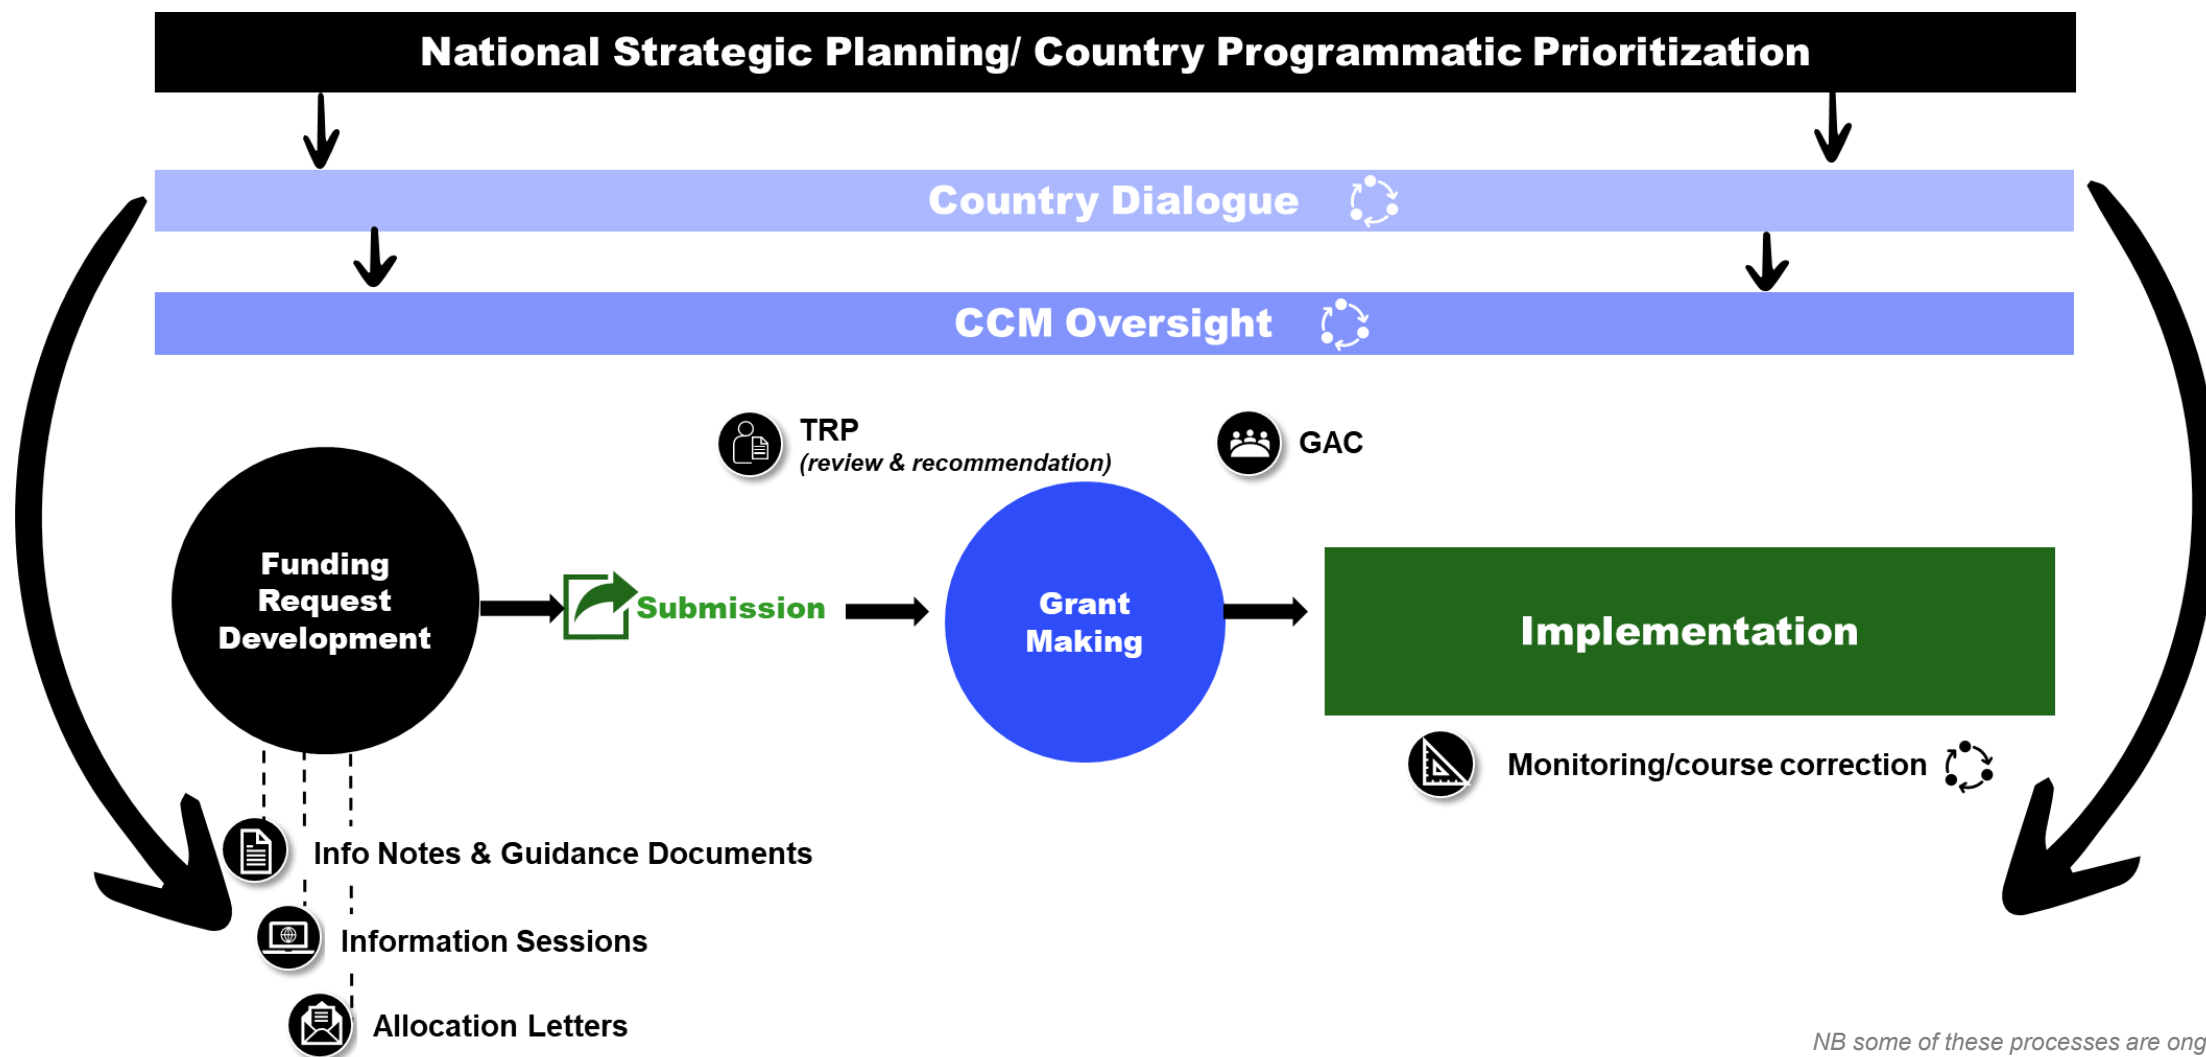 National Strategic Planning/ Country Programmatic Prioritization
Country Dialogue
CCM Oversight
TRP
(review & recommendation)
GAC
Funding
Request
Development
Submission
Grant
Making
Implementation
Monitoring/course correction
Info Notes & Guidance Documents
Information Sessions
Allocation Letters
NB some of these processes are ong